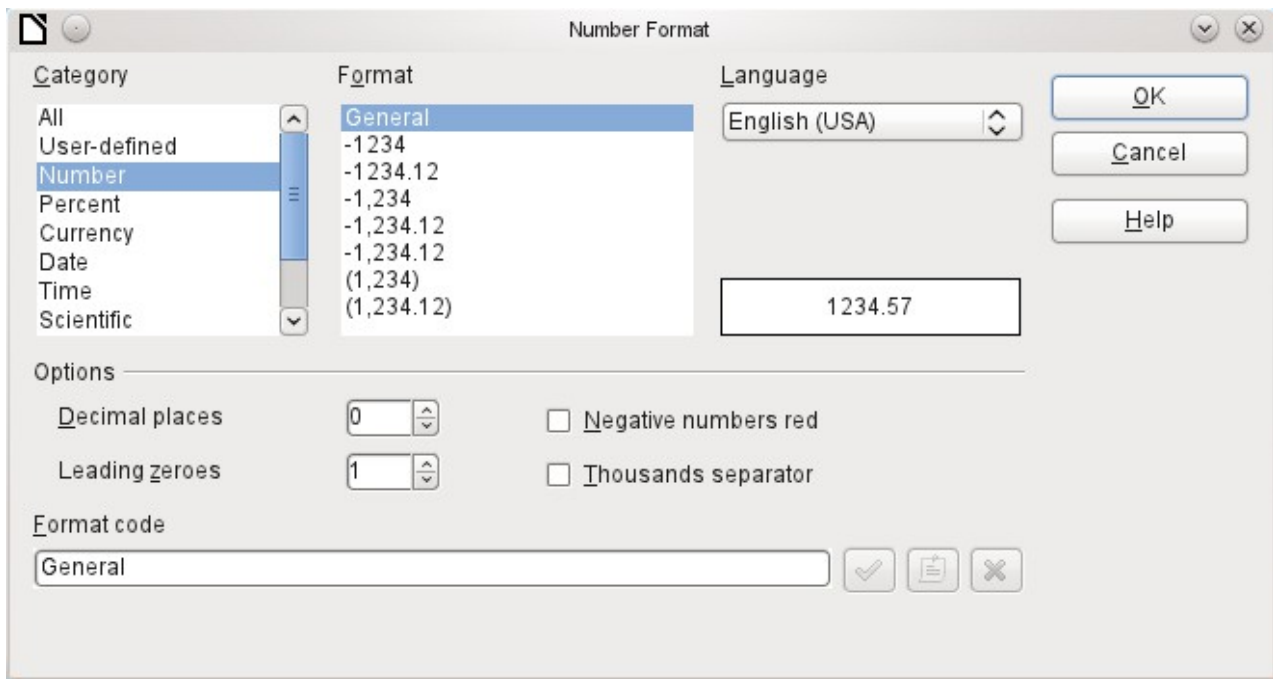 Number Format
Category
All
User-defined
Number
Percent
Currency
Date
Time
Scientific
Format
General
-1234
-1234.12
-1,234
-1,234.12
-1,234.12
(1,234)
(1,234.12)
Language
English (USA)
1234.57
OK
Cancel
Help
Options
Decimal places 0
Negative numbers red
Leading zeroes 1
Thousands separator
Format code
General